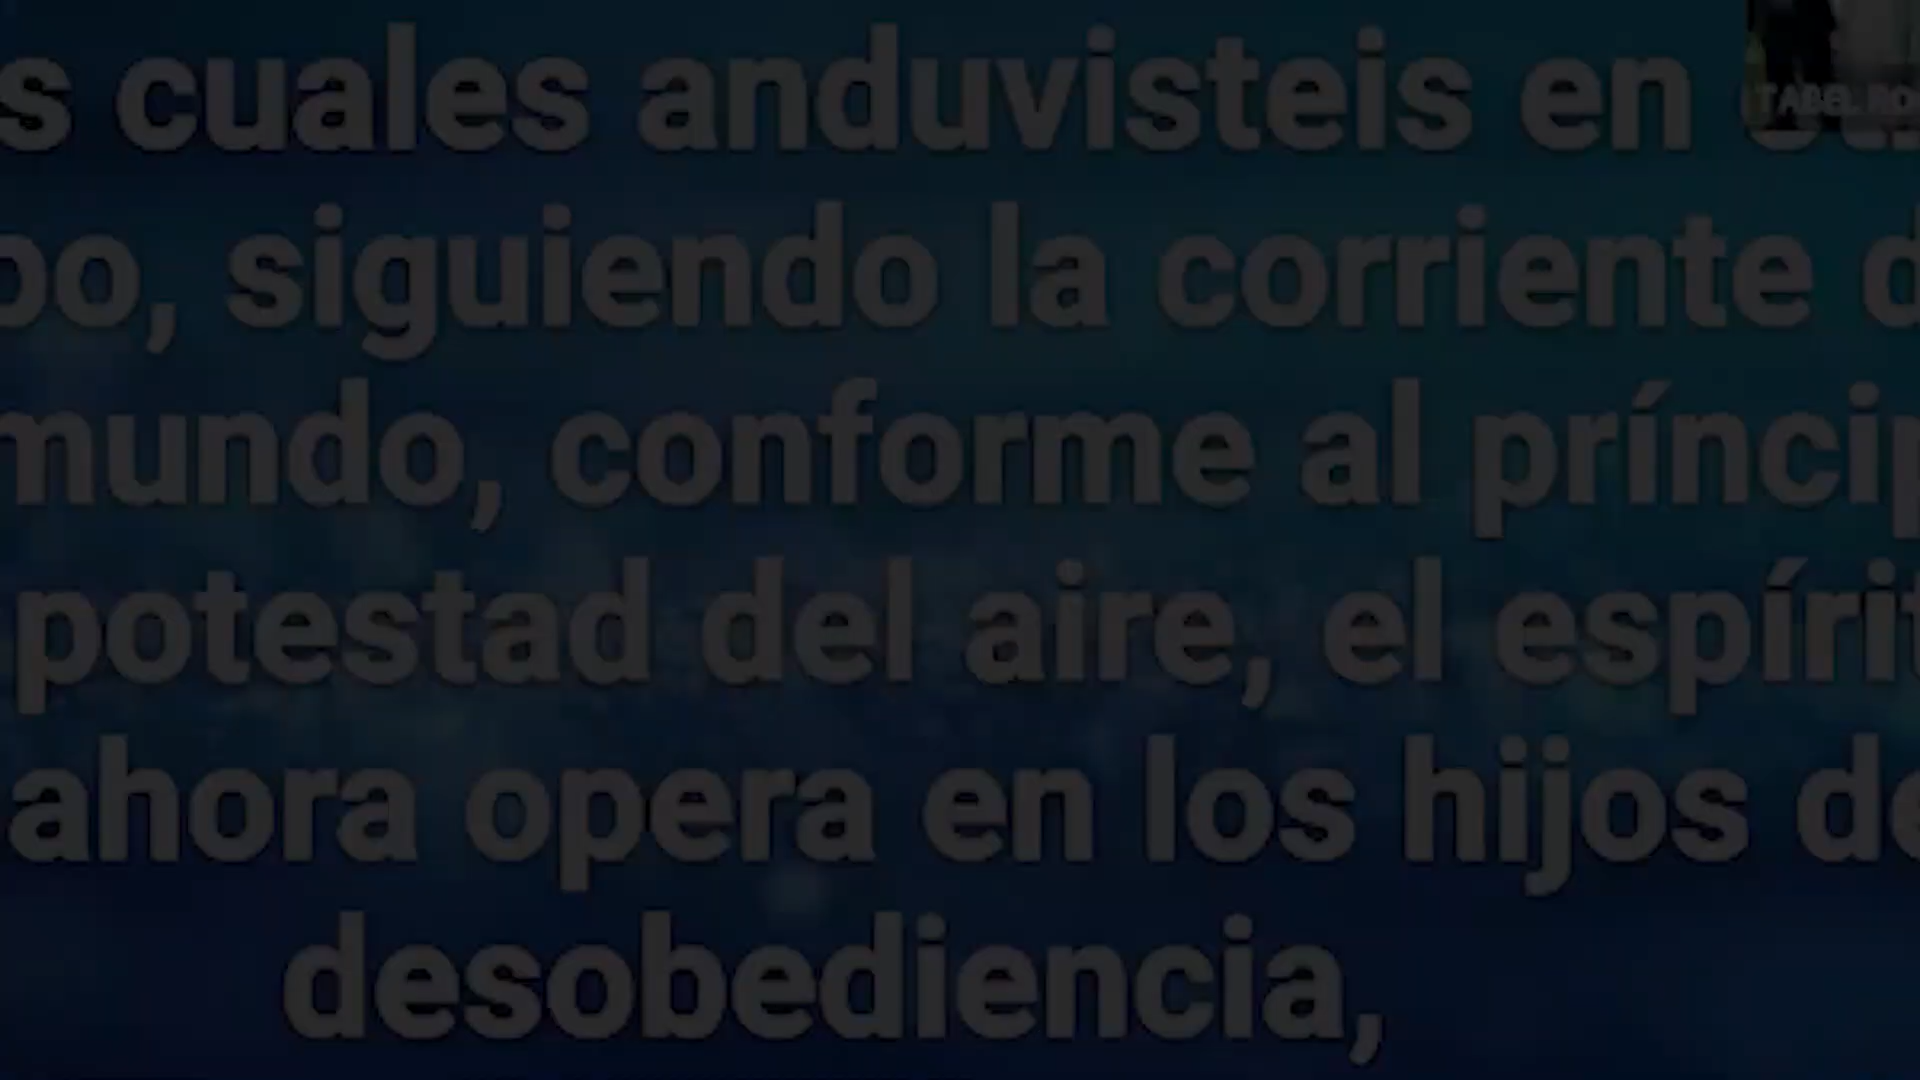 s cuales anduvisteis en
po, siguiendo la corriente d
mundo, conforme al príncip
potestad del aire, el espírit
ahora opera en los hijos de
desobediencia,